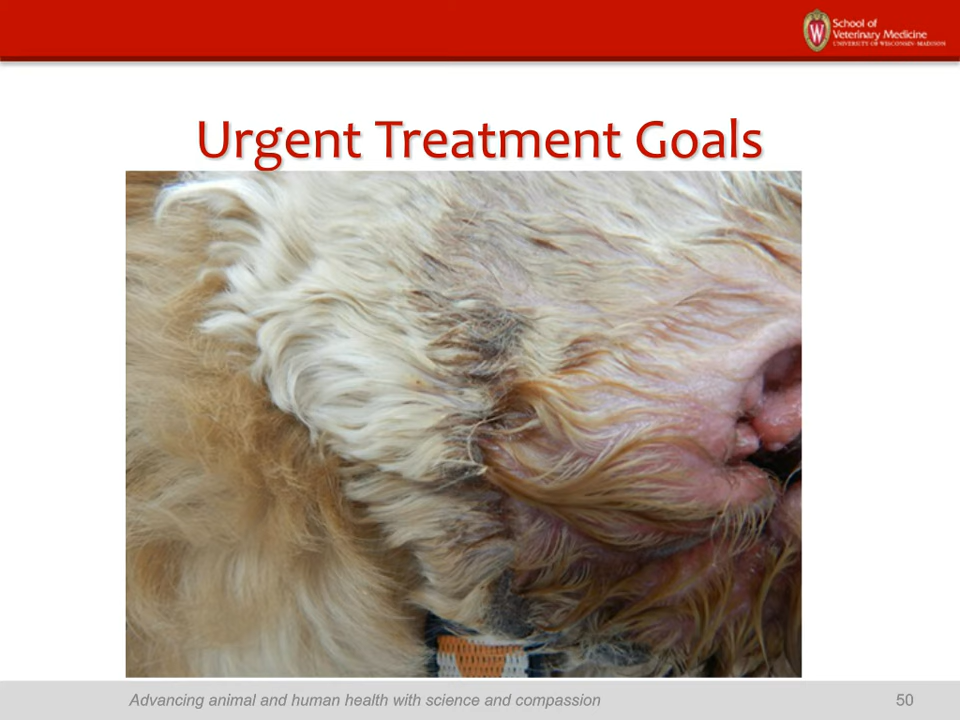 School of
Veterinary Medicine
UNIVERSITY OF WISCONSIN-MADISON
Urgent Treatment Goals
Advancing animal and human health with science and compassion
50